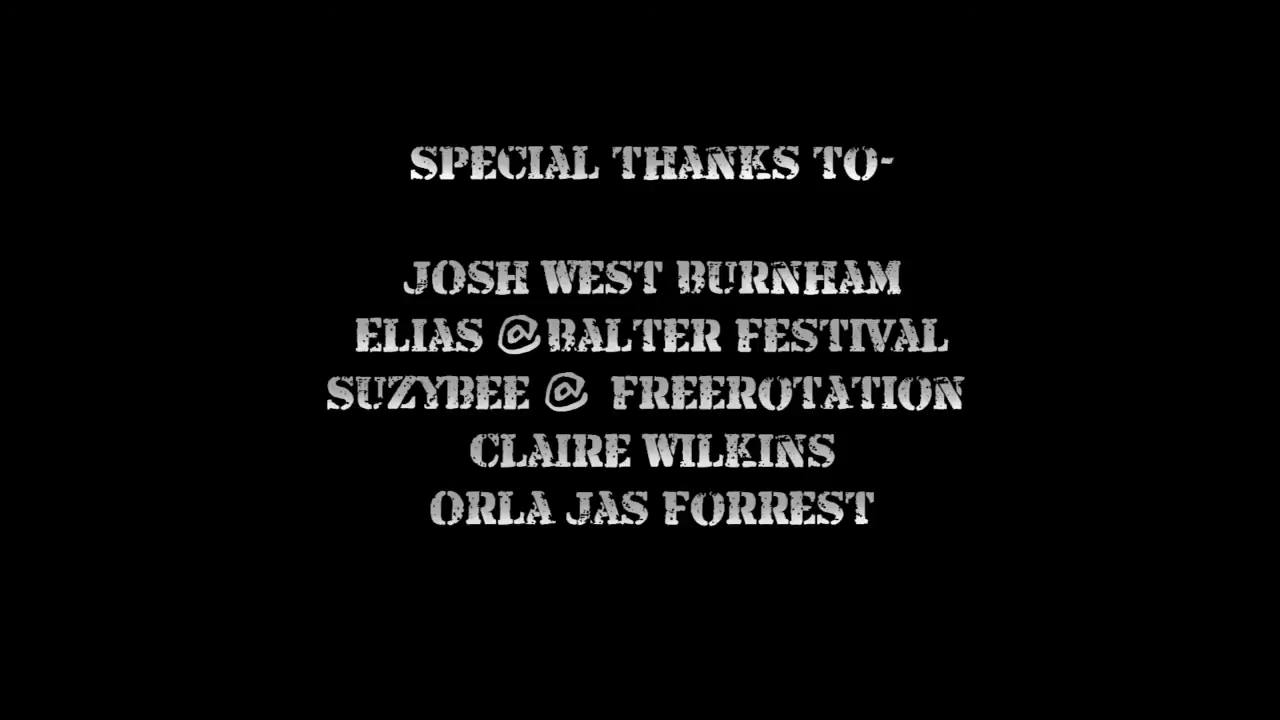 SPECIAL THANKS TO-
JOSH WEST BURNHAM
ELIAS @BALTER FESTIVAL
SUZYBEE @ FREEROTATION
CLAIRE WILKINS
ORLA JAS FORREST